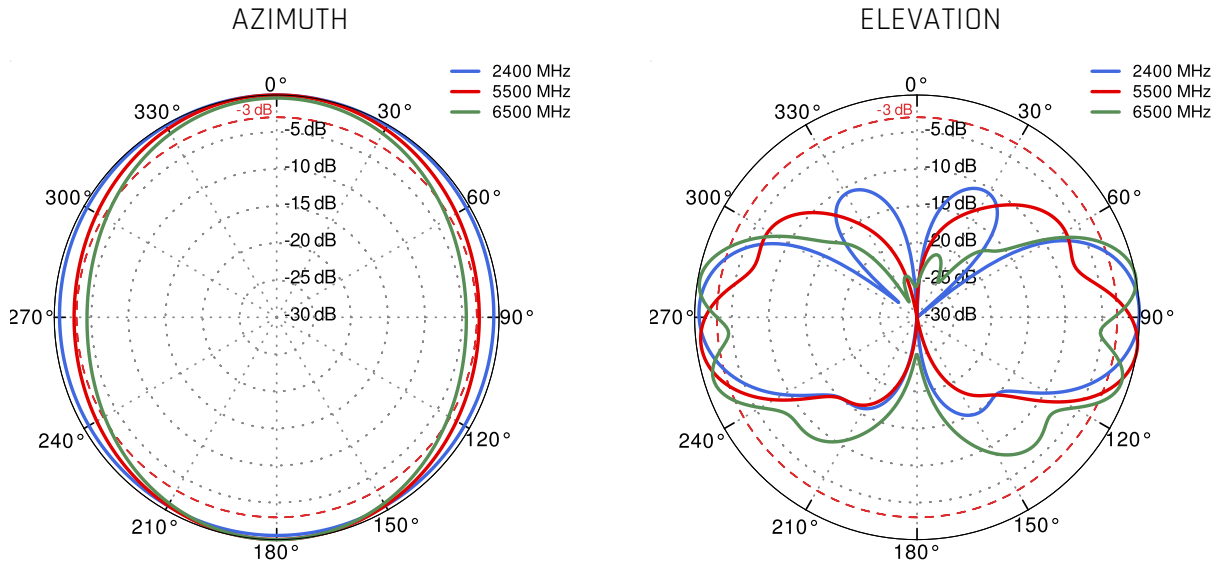 AZIMUTH
2400 MHz
5500 MHz
6500 MHz
0°
330°
-3 dB
30°
-5 dB
-10 dB
300°
60°
-15 dB
-20 dB
-25 dB
270°
-30 dB
90°
240°
120°
210°
150°
180°
ELEVATION
2400 MHz
5500 MHz
6500 MHz
0°
330°
-3 dB
30°
-5 dB
-10 dB
300°
60°
-15 dB
-20 dB
-25 dB
270°
-30 dB
90°
240°
120°
210°
150°
180°